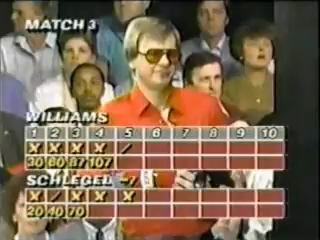 MATCH 3
WILLIAMS
1 2 3 4 5 6 7 8 9 10
X X X X /
30 60 87 107
SCHLEGEL -7
X / X X X
20 40 70